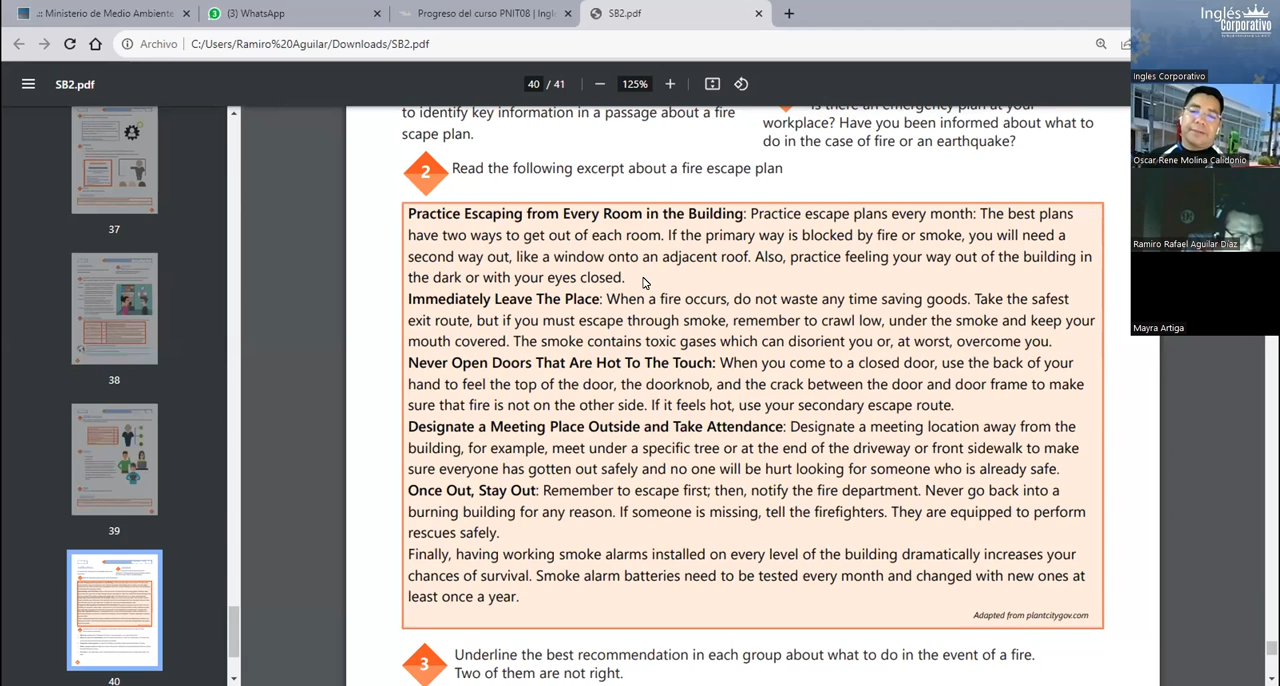 .:: Ministerio de Medio Ambiente
(3) WhatsApp
Progreso del curso PNIT08 | Ingl
SB2.pdf
Archivo
C:/Users/Ramiro%20Aguilar/Downloads/SB2.pdf
SB2.pdf
40 / 41
125%
Inglés
Corporativo
Ingles Corporativo
Oscar Rene Molina Calidonio
Ramiro Rafael Aguilar Diaz
Mayra Artiga
37
38
39
40
to identify key information in a passage about a fire
scape plan.
Is there an emergency plan at your
workplace? Have you been informed about what to
do in the case of fire or an earthquake?
2 Read the following excerpt about a fire escape plan
Practice Escaping from Every Room in the Building: Practice escape plans every month: The best plans
have two ways to get out of each room. If the primary way is blocked by fire or smoke, you will need a
second way out, like a window onto an adjacent roof. Also, practice feeling your way out of the building in
the dark or with your eyes closed.
Immediately Leave The Place: When a fire occurs, do not waste any time saving goods. Take the safest
exit route, but if you must escape through smoke, remember to crawl low, under the smoke and keep your
mouth covered. The smoke contains toxic gases which can disorient you or, at worst, overcome you.
Never Open Doors That Are Hot To The Touch: When you come to a closed door, use the back of your
hand to feel the top of the door, the doorknob, and the crack between the door and door frame to make
sure that fire is not on the other side. If it feels hot, use your secondary escape route.
Designate a Meeting Place Outside and Take Attendance: Designate a meeting location away from the
building, for example, meet under a specific tree or at the end of the driveway or front sidewalk to make
sure everyone has gotten out safely and no one will be hurt looking for someone who is already safe.
Once Out, Stay Out: Remember to escape first; then, notify the fire department. Never go back into a
burning building for any reason. If someone is missing, tell the firefighters. They are equipped to perform
rescues safely.
Finally, having working smoke alarms installed on every level of the building dramatically increases your
chances of survival. Smoke alarm batteries need to be tested every month and changed with new ones at
least once a year.
Adapted from plantcitygov.com
3 Underline the best recommendation in each group about what to do in the event of a fire.
Two of them are not right.